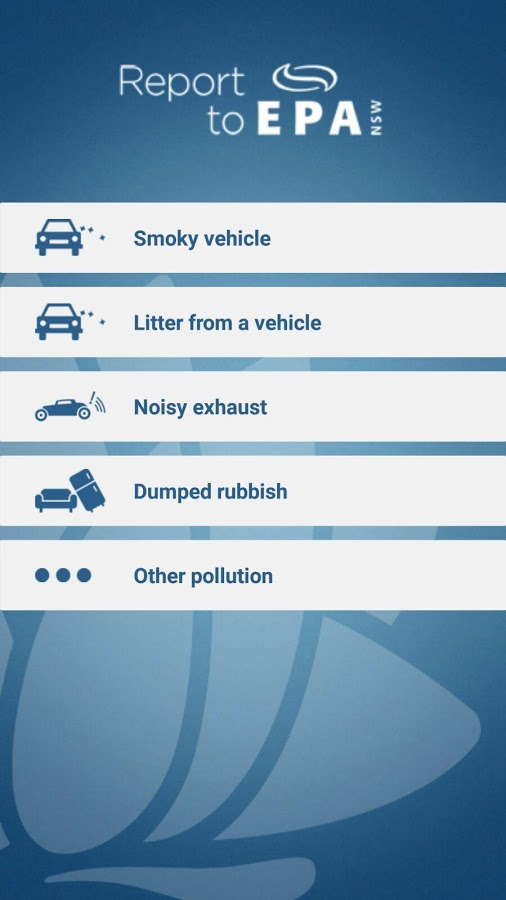 Report
to EPA NSW
Smoky vehicle
Litter from a vehicle
Noisy exhaust
Dumped rubbish
Other pollution